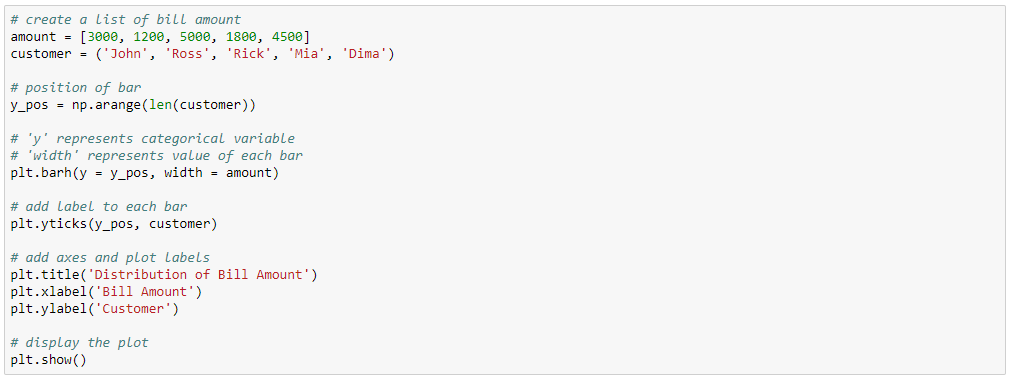 # create a list of bill amount
amount = [3000, 1200, 5000, 1800, 4500]
customer = ('John', 'Ross', 'Rick', 'Mia', 'Dima')
# position of bar
y_pos = np.arange(len(customer))
# 'y' represents categorical variable
# 'width' represents value of each bar
plt.barh(y = y_pos, width = amount)
# add label to each bar
plt.yticks(y_pos, customer)
# add axes and plot labels
plt.title('Distribution of Bill Amount')
plt.xlabel('Bill Amount')
plt.ylabel('Customer')
# display the plot
plt.show()